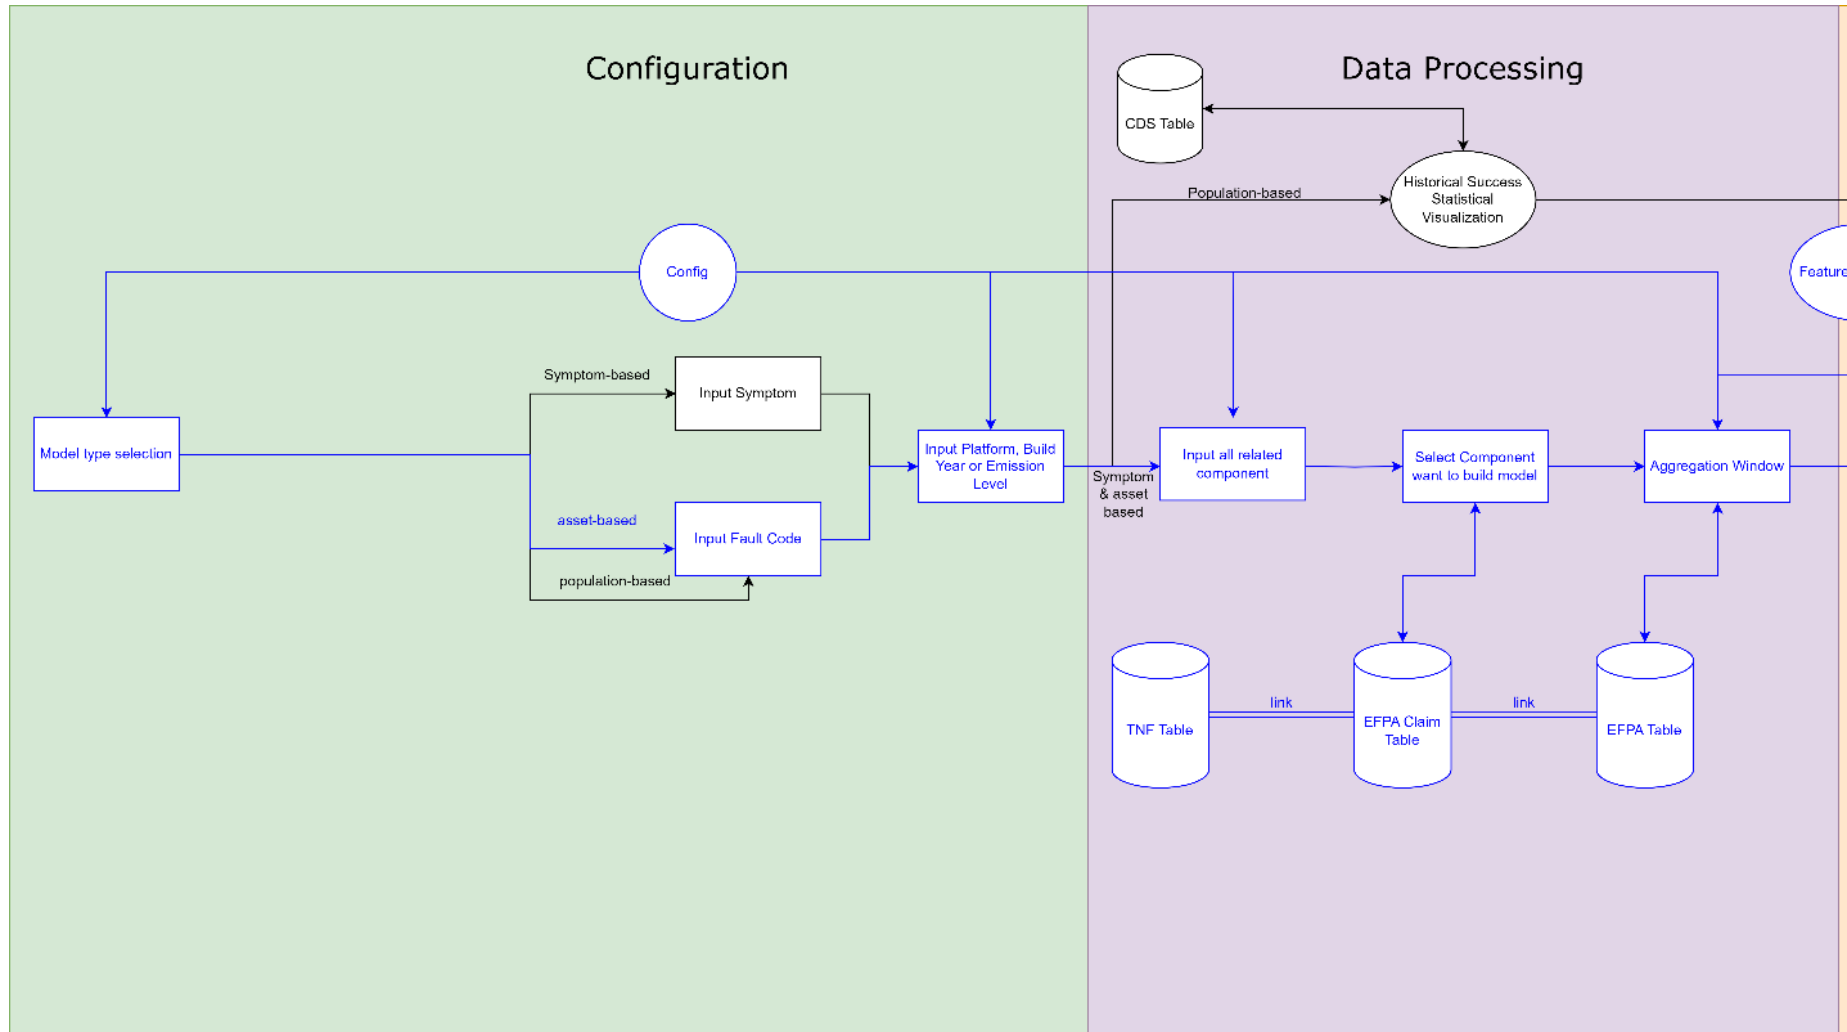 Configuration
Data Processing
CDS Table
Historical Success
Statistical
Visualization
Population-based
Config
Feature
Symptom-based
Input Symptom
Model type selection
Input Platform, Build
Year or Emission
Level
Symptom
& asset
based
Input all related
component
Select Component
want to build model
Aggregation Window
asset-based
Input Fault Code
population-based
TNF Table
link
EFPA Claim
Table
link
EFPA Table